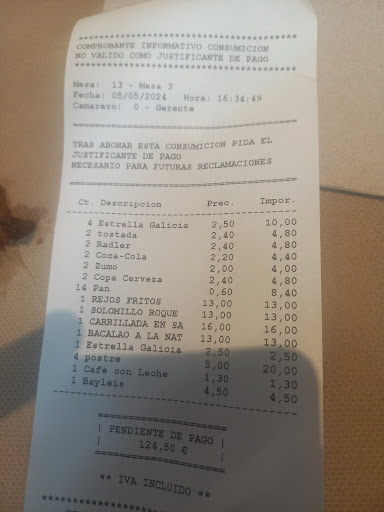 ****************************************
COMPROBANTE INFORMATIVO CONSUMICION
NO VALIDO COMO JUSTIFICANTE DE PAGO
****************************************
Mesa: 13 - Mesa 3
Fecha: 05/05/2024 Hora: 16:34:49
Camarero: 0 - Gerente
========================================
TRAS ABONAR ESTA CONSUMICION PIDA EL
JUSTIFICANTE DE PAGO
NECESARIO PARA FUTURAS RECLAMACIONES
========================================
Ct. Descripcion Prec. Impor.
----------------------------------------
4 Estrella Galicia 2,50 10,00
2 tostada 2,40 4,80
2 Radler 2,40 4,80
2 Coca-Cola 2,20 4,40
2 Zumo 2,00 4,00
2 Copa Cerveza 2,40 4,80
14 Pan 0,60 8,40
1 REJOS FRITOS 13,00 13,00
1 SOLOMILLO ROQUE 13,00 13,00
1 CARRILLADA EN SA 16,00 16,00
1 BACALAO A LA NAT 13,00 13,00
1 Estrella Galicia 2,50 2,50
4 postre 5,00 20,00
1 Café con Leche 1,30 1,30
1 Bayleis 4,50 4,50
----------------------------------------
=====================
| PENDIENTE DE PAGO |
| 124,50 € |
=====================
** IVA INCLUIDO **